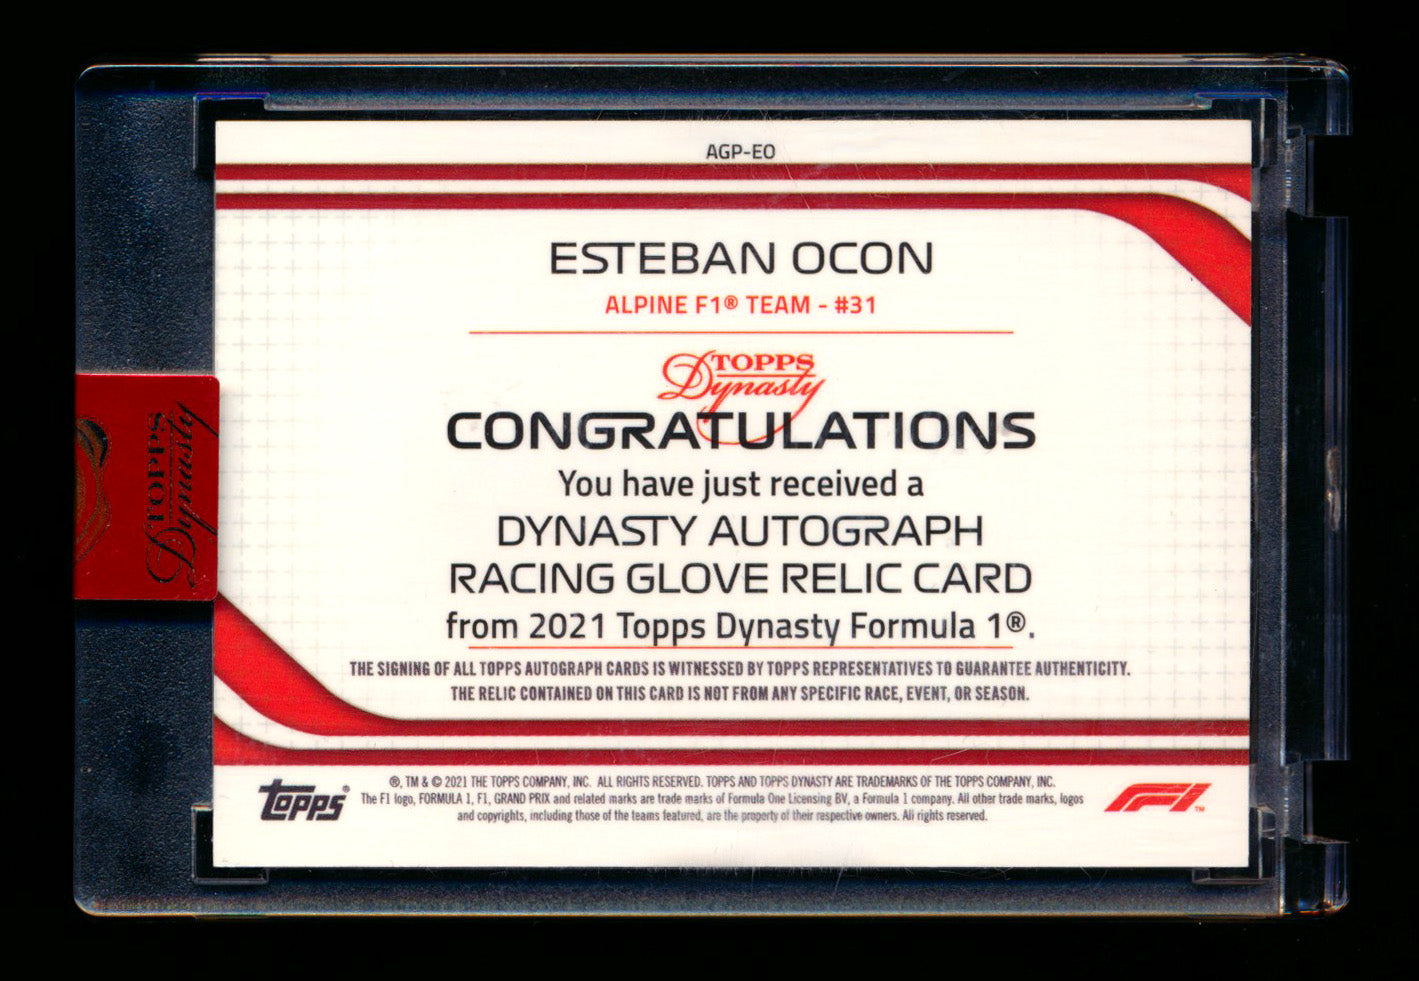 AGP-EO
ESTEBAN OCON
ALPINE F1® TEAM - #31
TOPPS
Dynasty
CONGRATULATIONS
You have just received a
DYNASTY AUTOGRAPH
RACING GLOVE RELIC CARD
from 2021 Topps Dynasty Formula 1®.
THE SIGNING OF ALL TOPPS AUTOGRAPH CARDS IS WITNESSED BY TOPPS REPRESENTATIVES TO GUARANTEE AUTHENTICITY.
THE RELIC CONTAINED ON THIS CARD IS NOT FROM ANY SPECIFIC RACE, EVENT, OR SEASON.
TOPPS
Dynasty
topps®
®, TM & © 2021 THE TOPPS COMPANY, INC. ALL RIGHTS RESERVED. TOPPS AND TOPPS DYNASTY ARE TRADEMARKS OF THE TOPPS COMPANY, INC.
The F1 logo, FORMULA 1, F1, GRAND PRIX and related marks are trade marks of Formula One Licensing BV, a Formula 1 company. All other trade marks, logos
and copyrights, including those of the teams featured, are the property of their respective owners. All rights reserved.
F1™